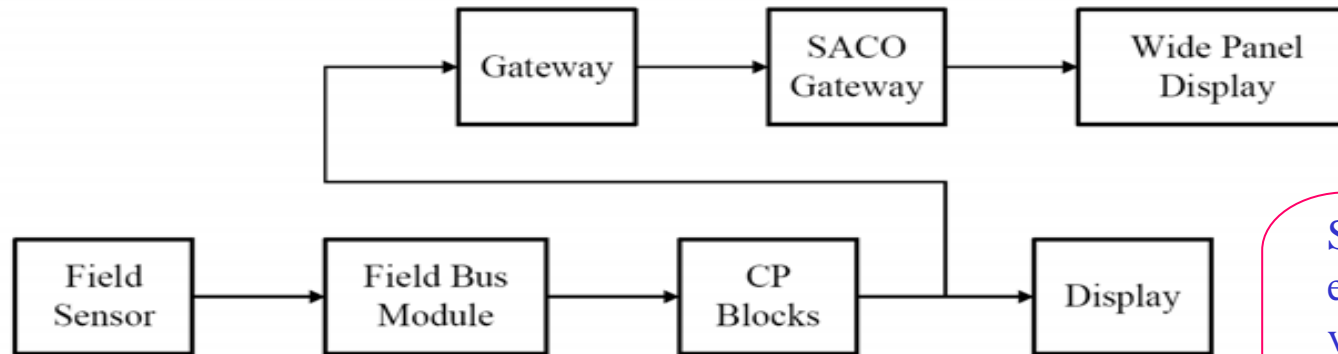 Gateway
SACO
Gateway
Wide Panel
Display
Field
Sensor
Field Bus
Module
CP
Blocks
Display